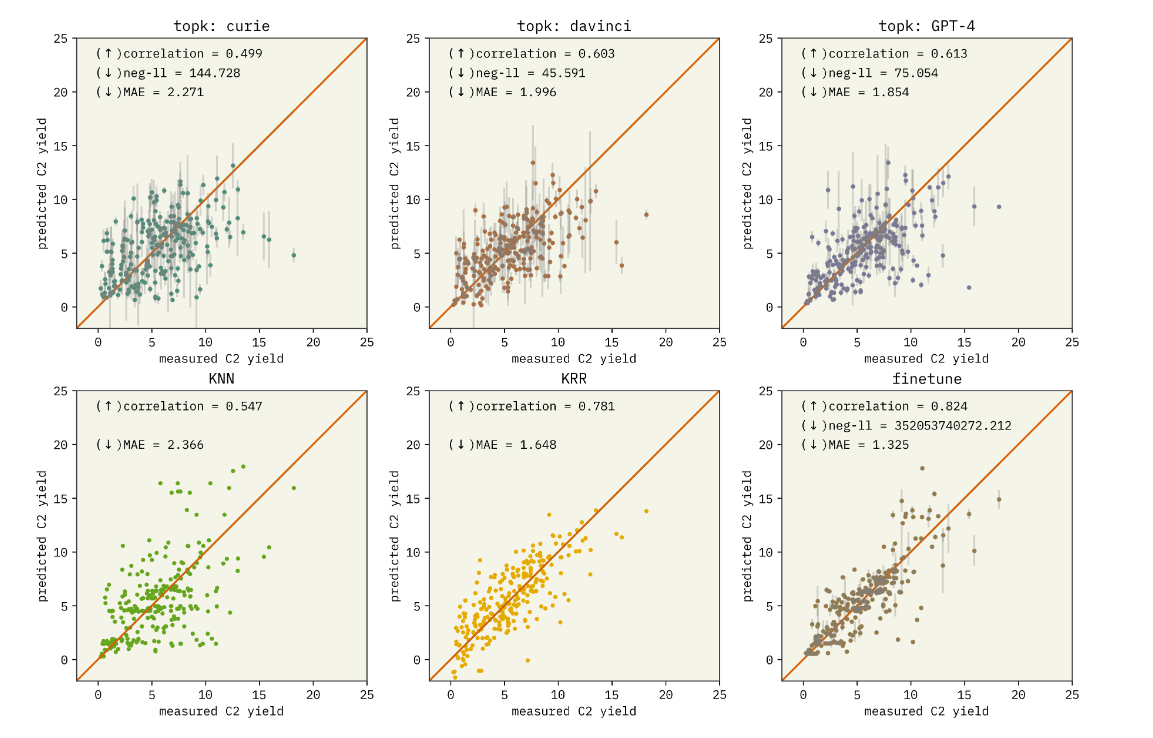 topk: curie
(↑)correlation = 0.499
(↓)neg-ll = 144.728
(↓)MAE = 2.271
predicted C2 yield
25
20
15
10
5
0
0 5 10 15 20 25
measured C2 yield
topk: davinci
(↑)correlation = 0.603
(↓)neg-ll = 45.591
(↓)MAE = 1.996
predicted C2 yield
25
20
15
10
5
0
0 5 10 15 20 25
measured C2 yield
topk: GPT-4
(↑)correlation = 0.613
(↓)neg-ll = 75.054
(↓)MAE = 1.854
predicted C2 yield
25
20
15
10
5
0
0 5 10 15 20 25
measured C2 yield
KNN
(↑)correlation = 0.547
(↓)MAE = 2.366
predicted C2 yield
25
20
15
10
5
0
0 5 10 15 20 25
measured C2 yield
KRR
(↑)correlation = 0.781
(↓)MAE = 1.648
predicted C2 yield
25
20
15
10
5
0
0 5 10 15 20 25
measured C2 yield
finetune
(↑)correlation = 0.824
(↓)neg-ll = 352053740272.212
(↓)MAE = 1.325
predicted C2 yield
25
20
15
10
5
0
0 5 10 15 20 25
measured C2 yield